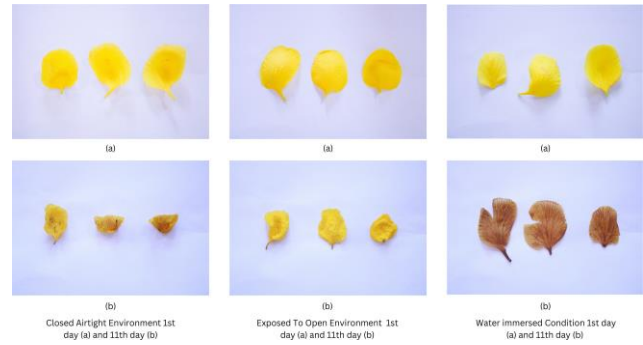 (a)
(a)
(a)
(b)
(b)
(b)
Closed Airtight Environment 1st
day (a) and 11th day (b)
Exposed To Open Environment 1st
day (a) and 11th day (b)
Water immersed Condition 1st day
(a) and 11th day (b)